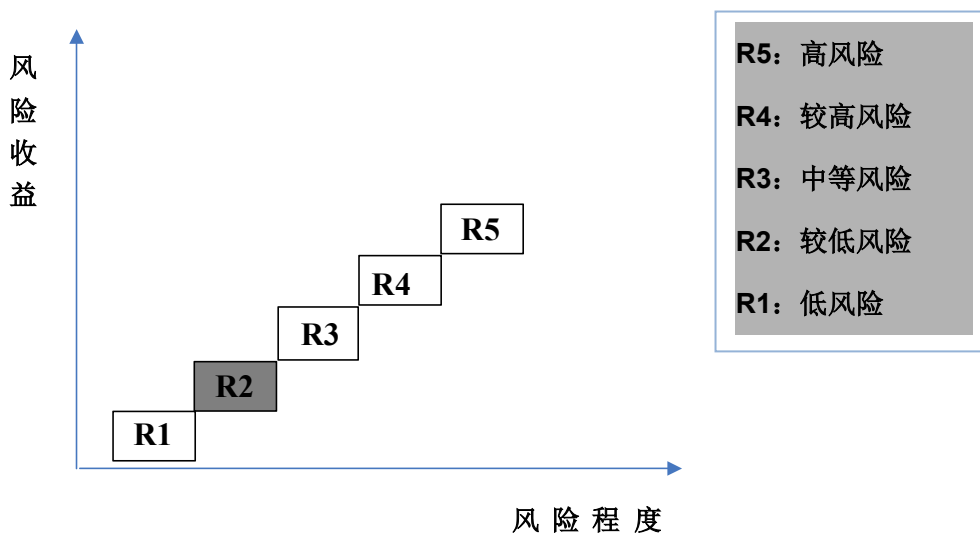 风
险
收
益
R5
R4
R3
R2
R1
风 险 程 度
R5：高风险
R4：较高风险
R3：中等风险
R2：较低风险
R1：低风险